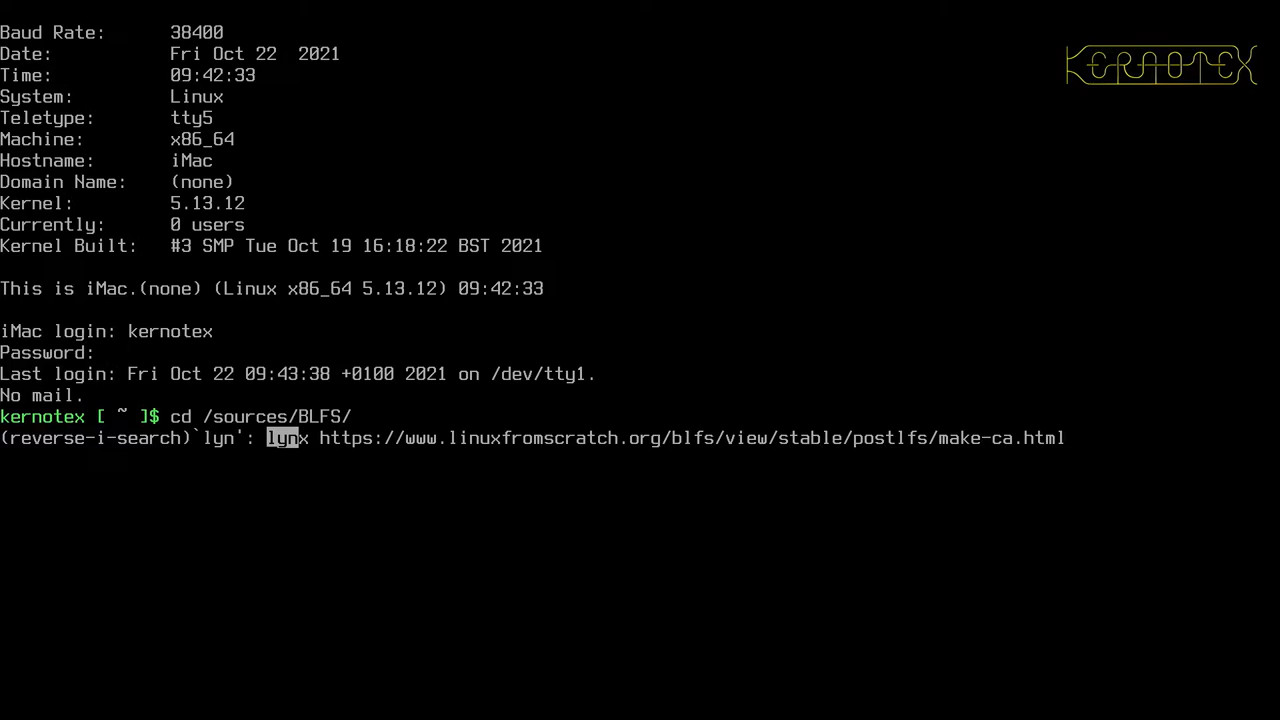 Baud Rate:      38400
Date:           Fri Oct 22  2021
Time:           09:42:33
System:         Linux
Teletype:       tty5
Machine:        x86_64
Hostname:       iMac
Domain Name:    (none)
Kernel:         5.13.12
Currently:      0 users
Kernel Built:   #3 SMP Tue Oct 19 16:18:22 BST 2021
This is iMac.(none) (Linux x86_64 5.13.12) 09:42:33
iMac login: kernotex
Password:
Last login: Fri Oct 22 09:43:38 +0100 2021 on /dev/tty1.
No mail.
kernotex [ ~ ]$ cd /sources/BLFS/
(reverse-i-search)`lyn': lynx https://www.linuxfromscratch.org/blfs/view/stable/postlfs/make-ca.html
KERNOTEX